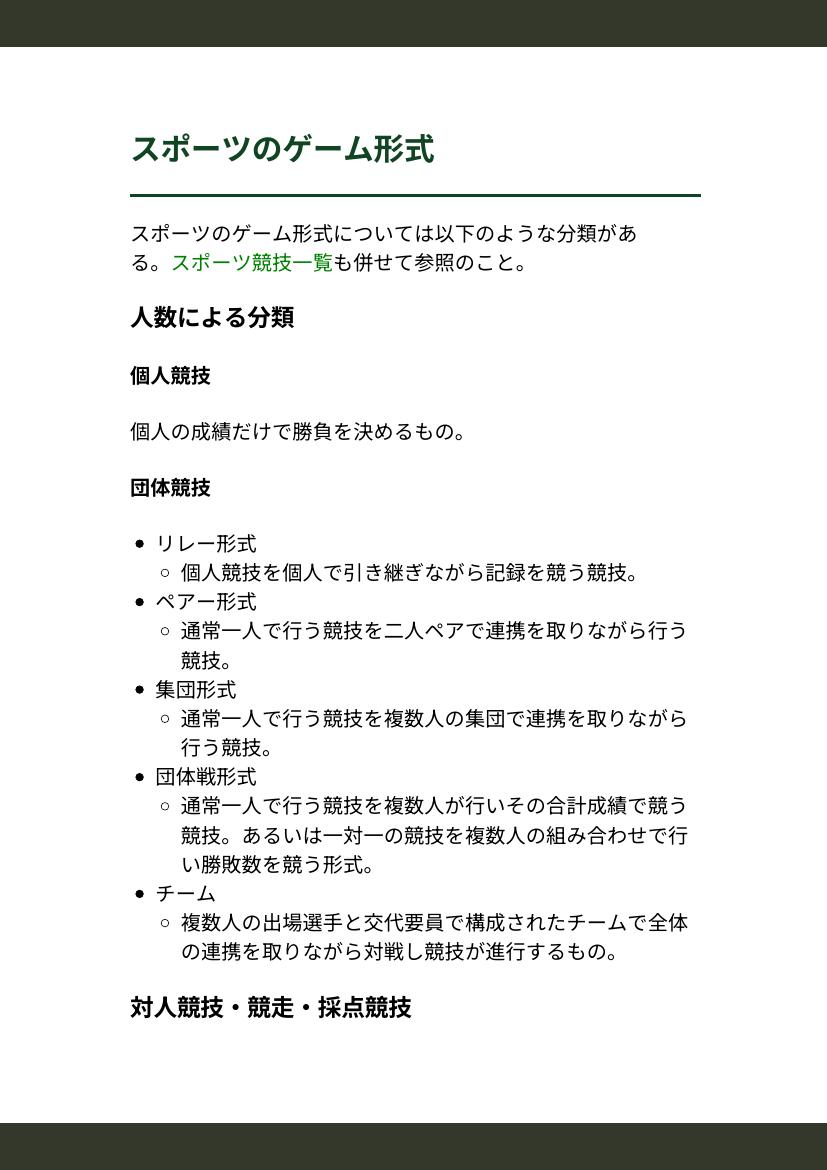 スポーツのゲーム形式
スポーツのゲーム形式については以下のような分類があ
る。スポーツ競技一覧も併せて参照のこと。
人数による分類
個人競技
個人の成績だけで勝負を決めるもの。
団体競技
リレー形式
個人競技を個人で引き継ぎながら記録を競う競技。
ペアー形式
通常一人で行う競技を二人ペアで連携を取りながら行う
競技。
集団形式
通常一人で行う競技を複数人の集団で連携を取りながら
行う競技。
団体戦形式
通常一人で行う競技を複数人が行いその合計成績で競う
競技。あるいは一対一の競技を複数人の組み合わせで行
い勝敗数を競う形式。
チーム
複数人の出場選手と交代要員で構成されたチームで全体
の連携を取りながら対戦し競技が進行するもの。
対人競技・競走・採点競技